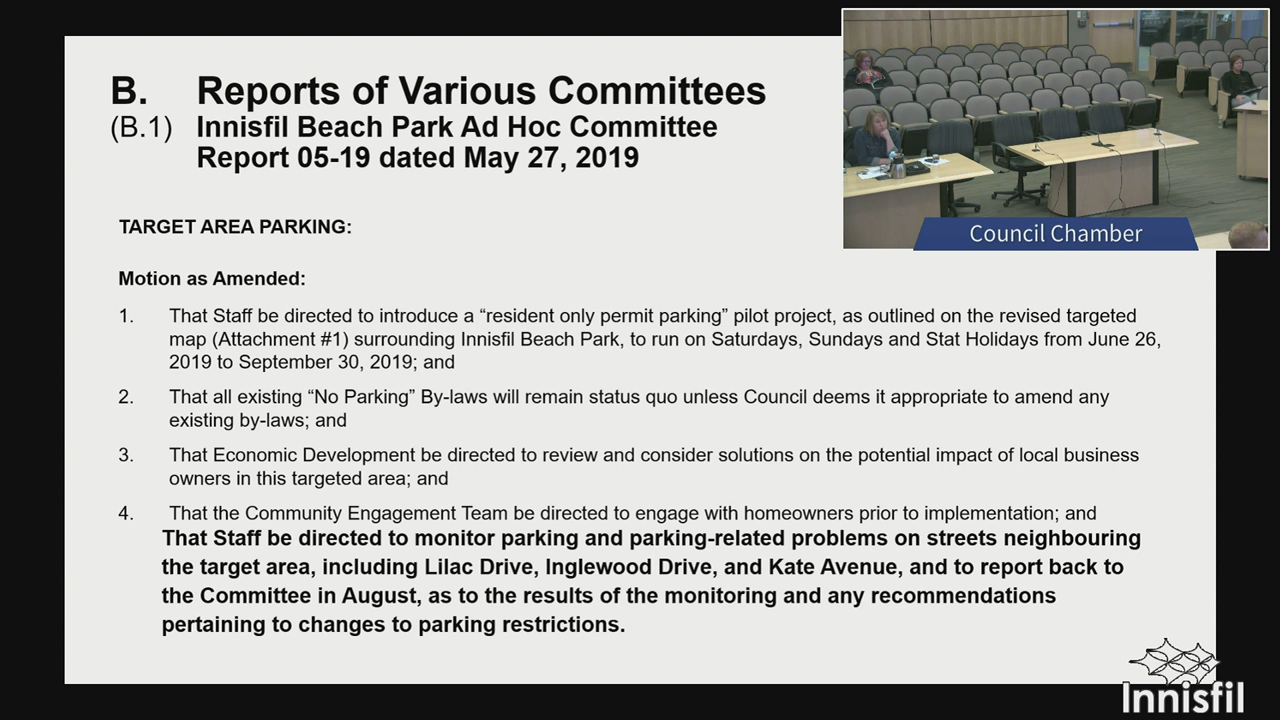 B. Reports of Various Committees
(B.1) Innisfil Beach Park Ad Hoc Committee
Report 05-19 dated May 27, 2019
Council Chamber
TARGET AREA PARKING:
Motion as Amended:
1. That Staff be directed to introduce a “resident only permit parking” pilot project, as outlined on the revised targeted
map (Attachment #1) surrounding Innisfil Beach Park, to run on Saturdays, Sundays and Stat Holidays from June 26,
2019 to September 30, 2019; and
2. That all existing “No Parking” By-laws will remain status quo unless Council deems it appropriate to amend any
existing by-laws; and
3. That Economic Development be directed to review and consider solutions on the potential impact of local business
owners in this targeted area; and
4. That the Community Engagement Team be directed to engage with homeowners prior to implementation; and
That Staff be directed to monitor parking and parking-related problems on streets neighbouring
the target area, including Lilac Drive, Inglewood Drive, and Kate Avenue, and to report back to
the Committee in August, as to the results of the monitoring and any recommendations
pertaining to changes to parking restrictions.
Innisfil